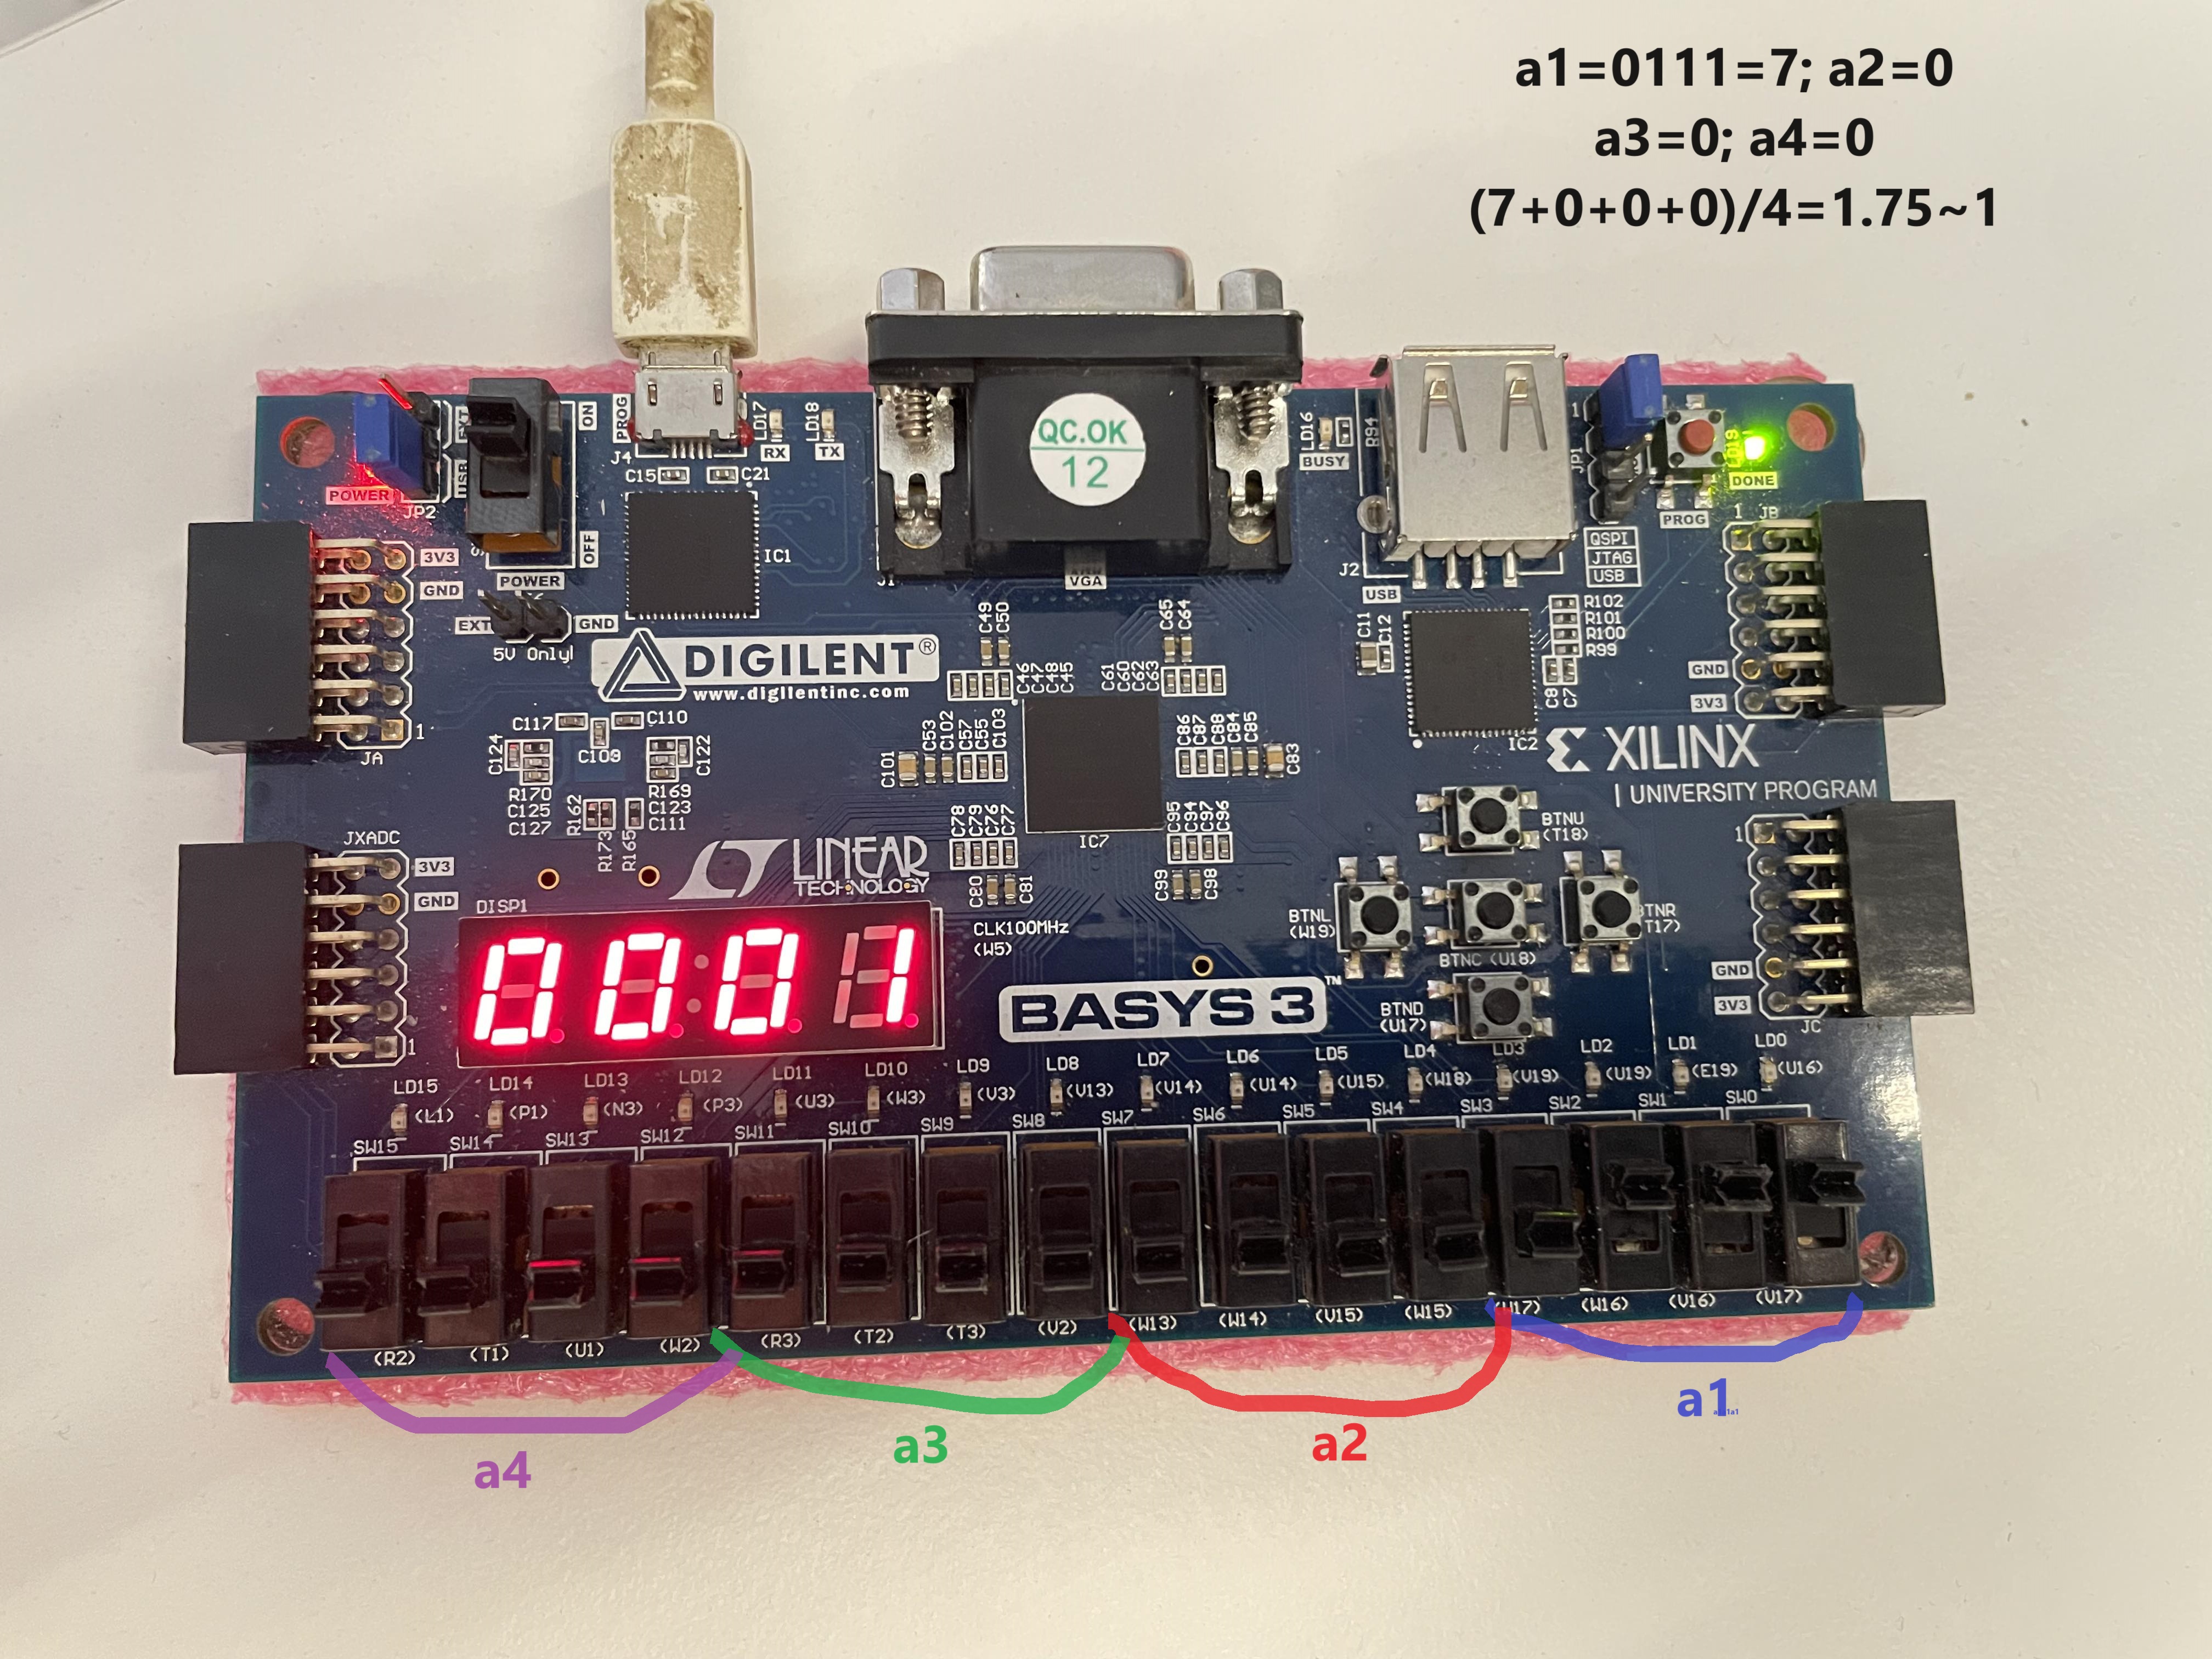 a1=0111=7; a2=0
a3=0; a4=0
(7+0+0+0)/4=1.75~1
QC.OK
12
ON
OFF
POWER
POWER
JP2
PROG
J4
LD17
LD18
RX
TX
C15
C21
IC1
EXT
GND
5V Only!
J1
VGA
LD16
BUSY
R94
J2
USB
JP1
1
PROG
LD19
DONE
QSPI
JTAG
USB
3V3
GND
1
JA
1
JB
GND
3V3
DIGILENT®
www.digilentinc.com
C49
C50
C65
C64
C46
C47
C48
C45
C61
C60
C62
C63
C11
C12
R102
R101
R100
R99
C8
C7
IC2
XILINX
UNIVERSITY PROGRAM
C117
C110
C124
C109
C122
R170
C125
C127
R162
R173
R165
R169
C123
C111
C101
C53
C102
C57
C55
C103
C86
C87
C88
C84
C85
C83
C78
C79
C76
C77
IC7
C95
C94
C97
C96
C80
C81
C99
C98
LINEAR
TECHNOLOGY
JXADC
3V3
GND
1
DISP1
0001
CLK100MHz
(W5)
BASYS 3™
BTNU
(T18)
BTNL
(W19)
BTNC (U18)
BTNR
T17)
BTND
(U17)
1
GND
3V3
JC
LD15 LD14 LD13 LD12 LD11 LD10 LD9 LD8 LD7 LD6 LD5 LD4 LD3 LD2 LD1 LD0
(L1) (P1) (N3) (P3) (U3) (W3) (V3) (V13) (V14) (U14) (U15) (W18) (V19) (U19) (E19) (U16)
SW15 SW14 SW13 SW12 SW11 SW10 SW9 SW8 SW7 SW6 SW5 SW4 SW3 SW2 SW1 SW0
(R2) (T1) (U1) (W2) (R3) (T2) (T3) (V2) (W13) (W14) (V15) (W15) (W17) (W16) (V16) (V17)
a4 a3 a2 a1